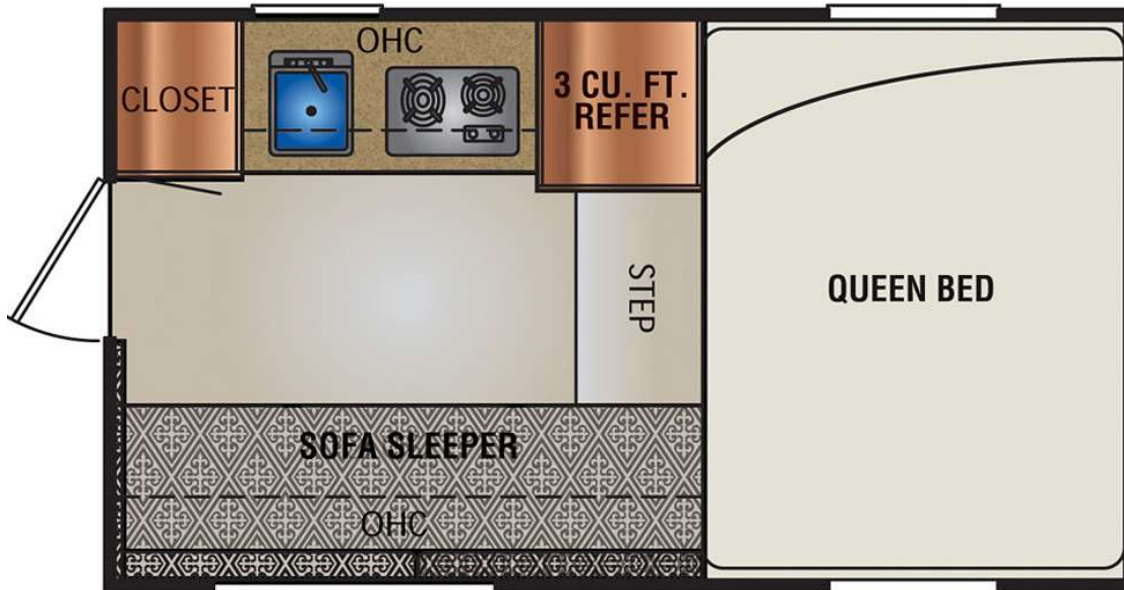 OHC
CLOSET
3 CU. FT.
REFER
STEP
QUEEN BED
SOFA SLEEPER
OHC